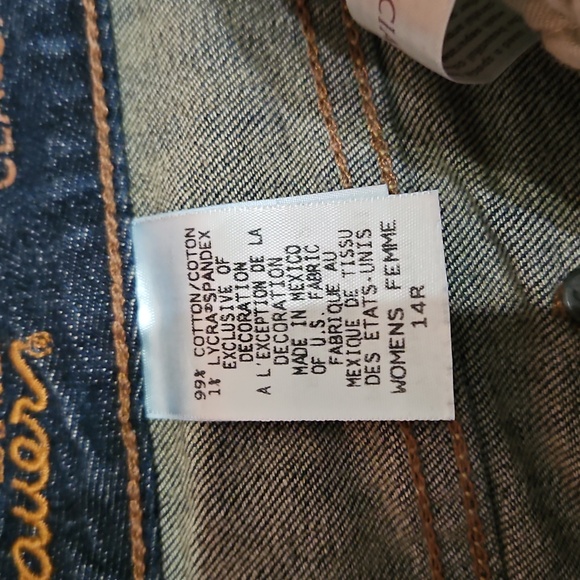 99% COTTON/COTON
1% LYCRA®SPANDEX
EXCLUSIVE OF
DECORATION
A L'EXCEPTION DE LA
DECORATION
MADE IN MEXICO
OF U.S. FABRIC
FABRIQUE AU
MEXIQUE DE TISSU
DES ETATS-UNIS
WOMENS FEMME
14R
auer®